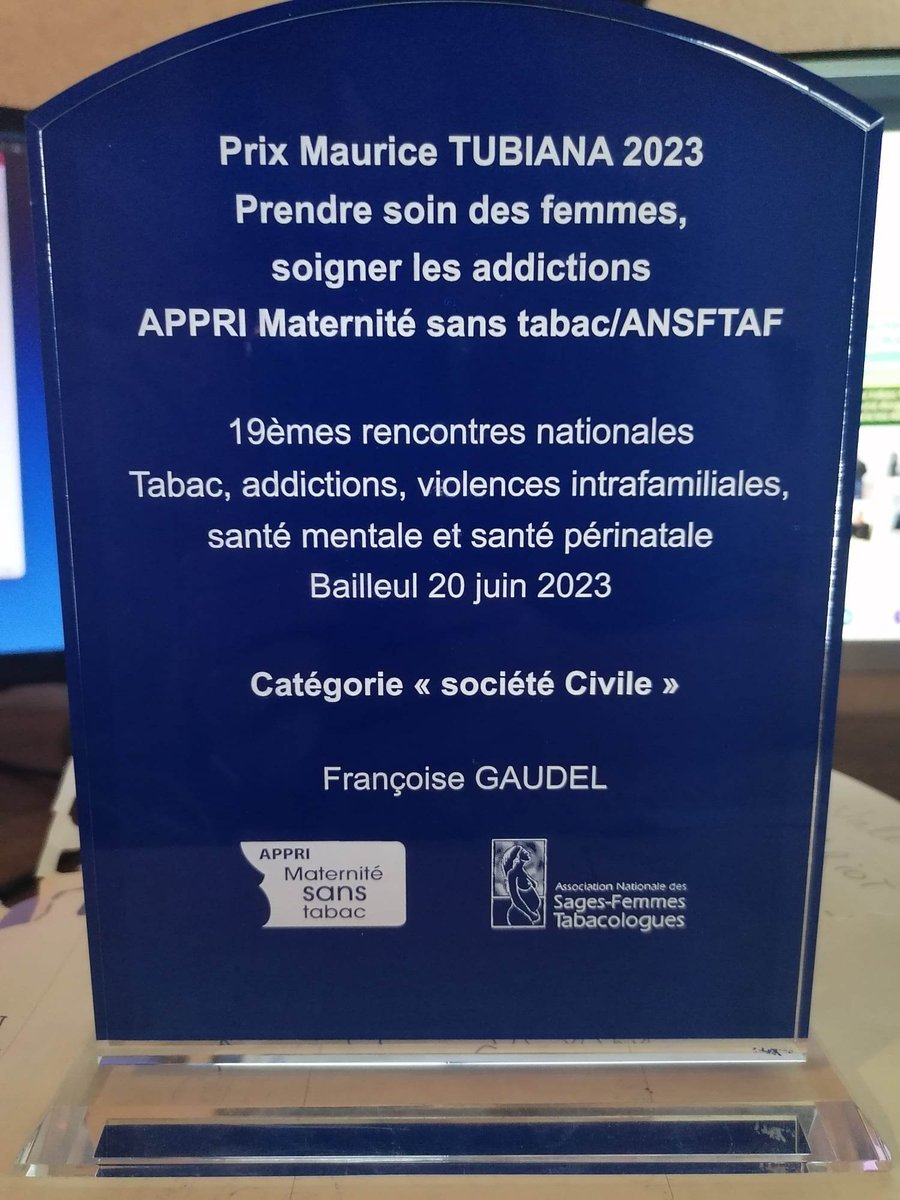 Prix Maurice TUBIANA 2023
Prendre soin des femmes,
soigner les addictions
APPRI Maternité sans tabac/ANSFTAF
19èmes rencontres nationales
Tabac, addictions, violences intrafamiliales,
santé mentale et santé périnatale
Bailleul 20 juin 2023
Catégorie « société Civile »
Françoise GAUDEL
APPRI
Maternité
sans
tabac
Association Nationale des
Sages-Femmes
Tabacologues